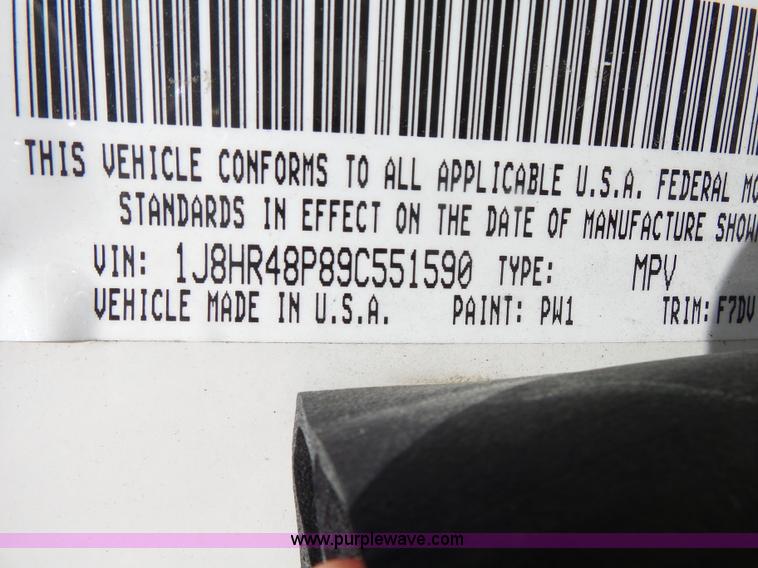 THIS VEHICLE CONFORMS TO ALL APPLICABLE U.S.A. FEDERAL
STANDARDS IN EFFECT ON THE DATE OF MANUFACTURE
VIN: 1J8HR48P89C551590 TYPE: MPV
VEHICLE MADE IN U.S.A. PAINT: PW1 TRIM: F7DV
www.purplewave.com